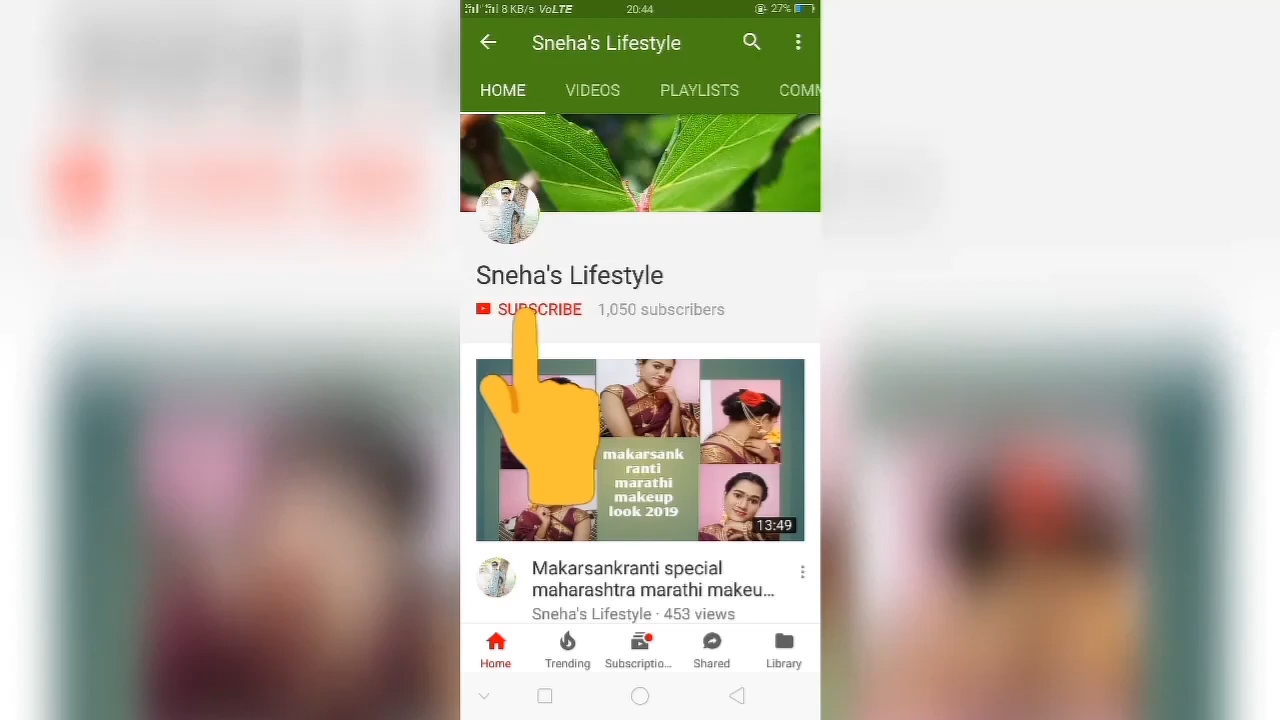 8 KB/s VoLTE 20:44 27%
Sneha's Lifestyle
HOME VIDEOS PLAYLISTS COMM
Sneha's Lifestyle
SUBSCRIBE 1,050 subscribers
makarsank
ranti
marathi
makeup
look 2019
13:49
Makarsankranti special
maharashtra marathi makeu...
Sneha's Lifestyle · 453 views
Home Trending Subscriptio... Shared Library